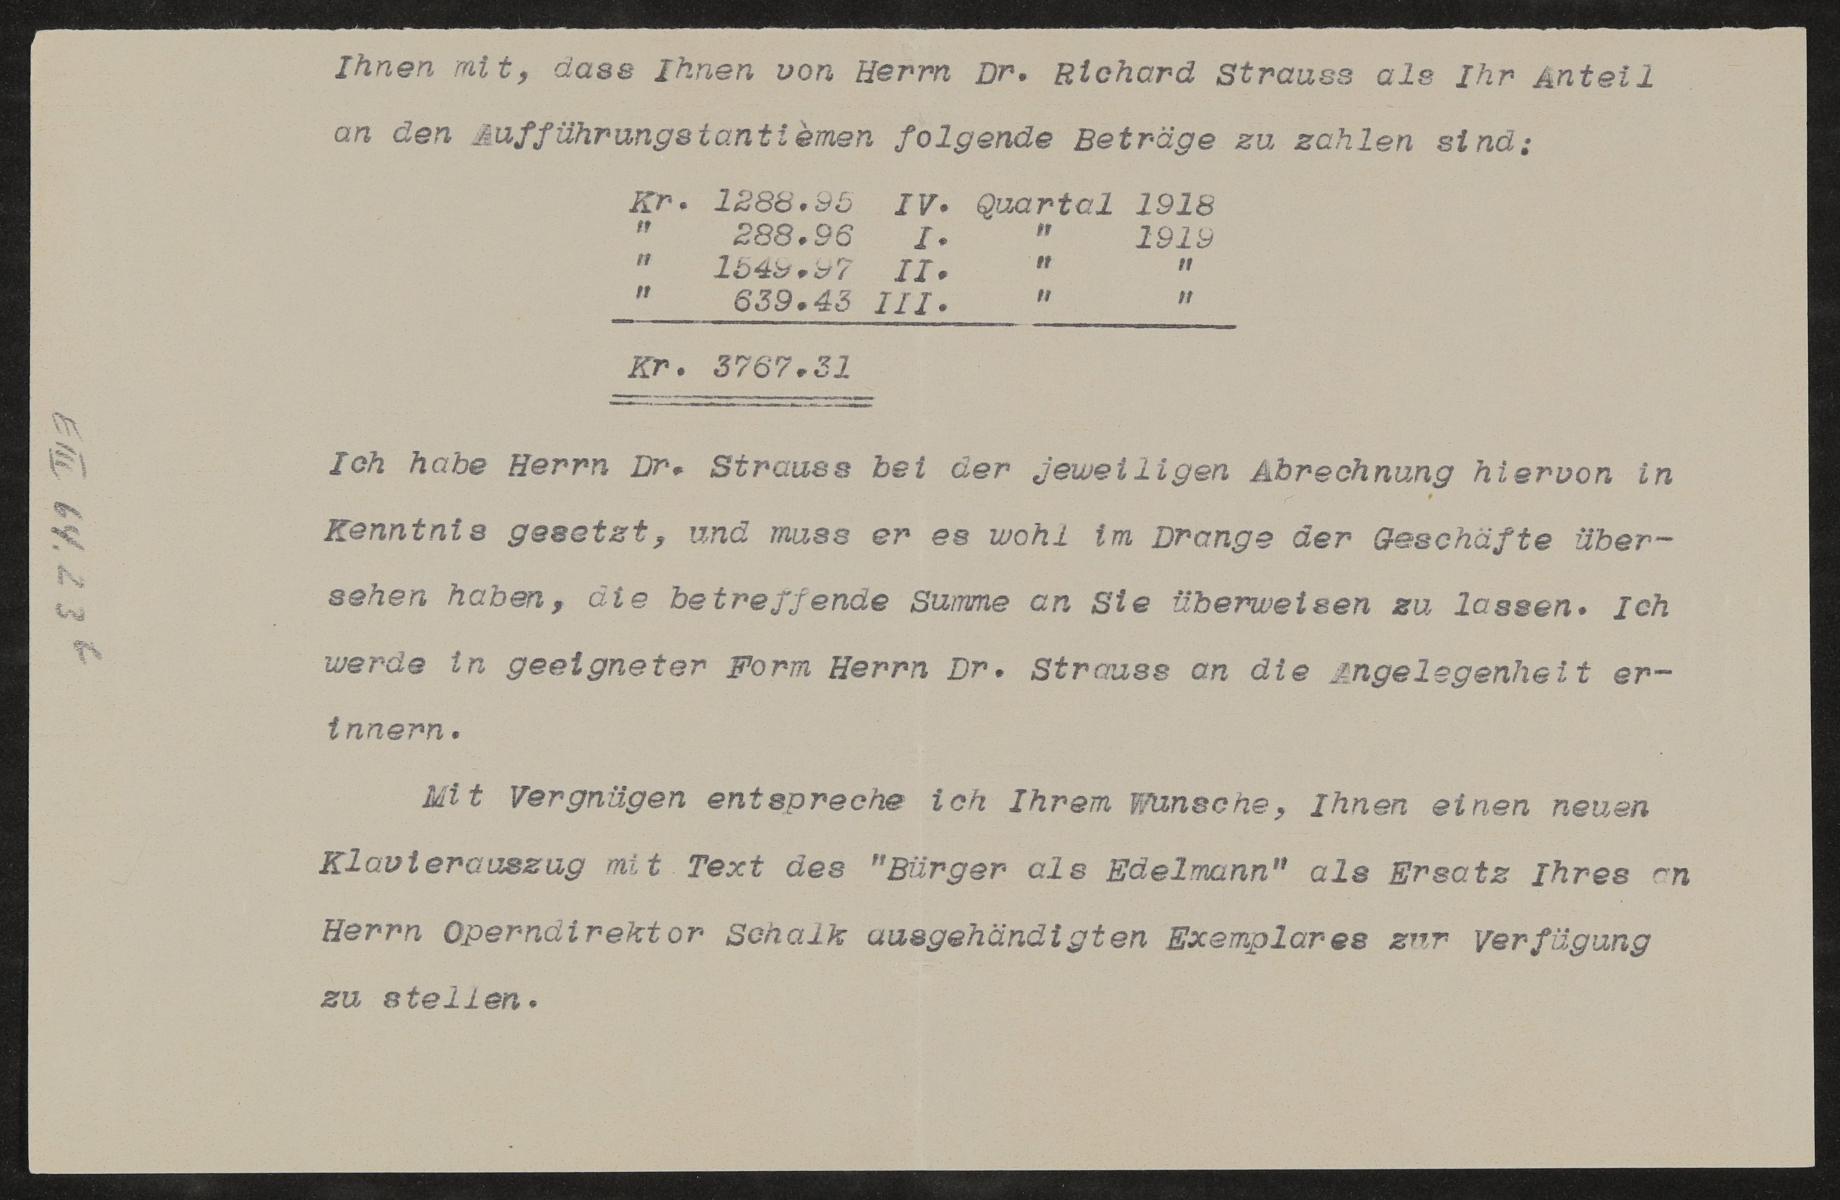 Ihnen mit, dass Ihnen von Herrn Dr. Richard Strauss als Ihr Anteil
an den Aufführungstantièmen folgende Beträge zu zahlen sind:
Kr. 1288.95 IV. Quartal 1918
" 288.96 I. " 1919
" 1549.97 II. " "
" 639.43 III. " "
Kr. 3767.31
Ich habe Herrn Dr. Strauss bei der jeweiligen Abrechnung hiervon in
Kenntnis gesetzt, und muss er es wohl im Drange der Geschäfte über-
sehen haben, die betreffende Summe an Sie überweisen zu lassen. Ich
werde in geeigneter Form Herrn Dr. Strauss an die Angelegenheit er-
innern.
Mit Vergnügen entspreche ich Ihrem Wunsche, Ihnen einen neuen
Klavierauszug mit Text des "Bürger als Edelmann" als Ersatz Ihres an
Herrn Operndirektor Schalk ausgehändigten Exemplares zur Verfügung
zu stellen.
E III 64.236